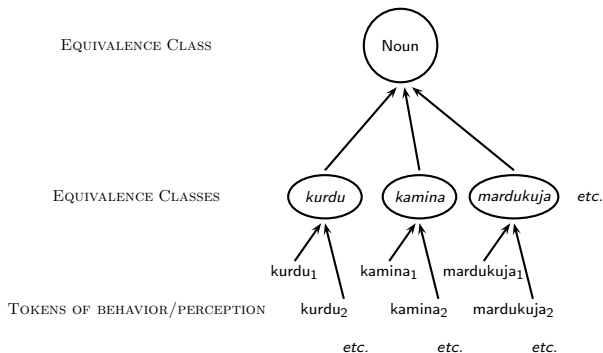 EQUIVALENCE CLASS Noun
EQUIVALENCE CLASSES kurdu kamina mardukuja etc.
kurdu₁ kamina₁ mardukuja₁
TOKENS OF BEHAVIOR/PERCEPTION kurdu₂ kamina₂ mardukuja₂
etc. etc. etc.